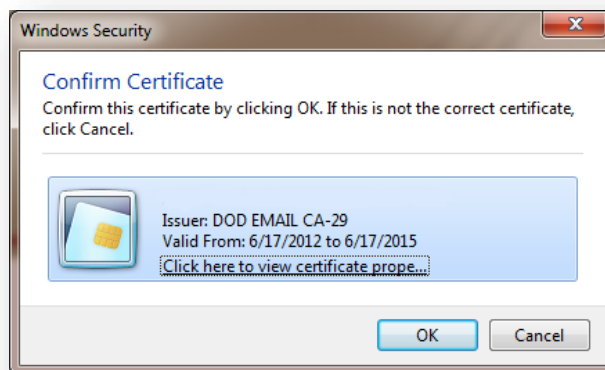 Windows Security
Confirm Certificate
Confirm this certificate by clicking OK. If this is not the correct certificate,
click Cancel.
Issuer: DOD EMAIL CA-29
Valid From: 6/17/2012 to 6/17/2015
Click here to view certificate prope...
OK
Cancel